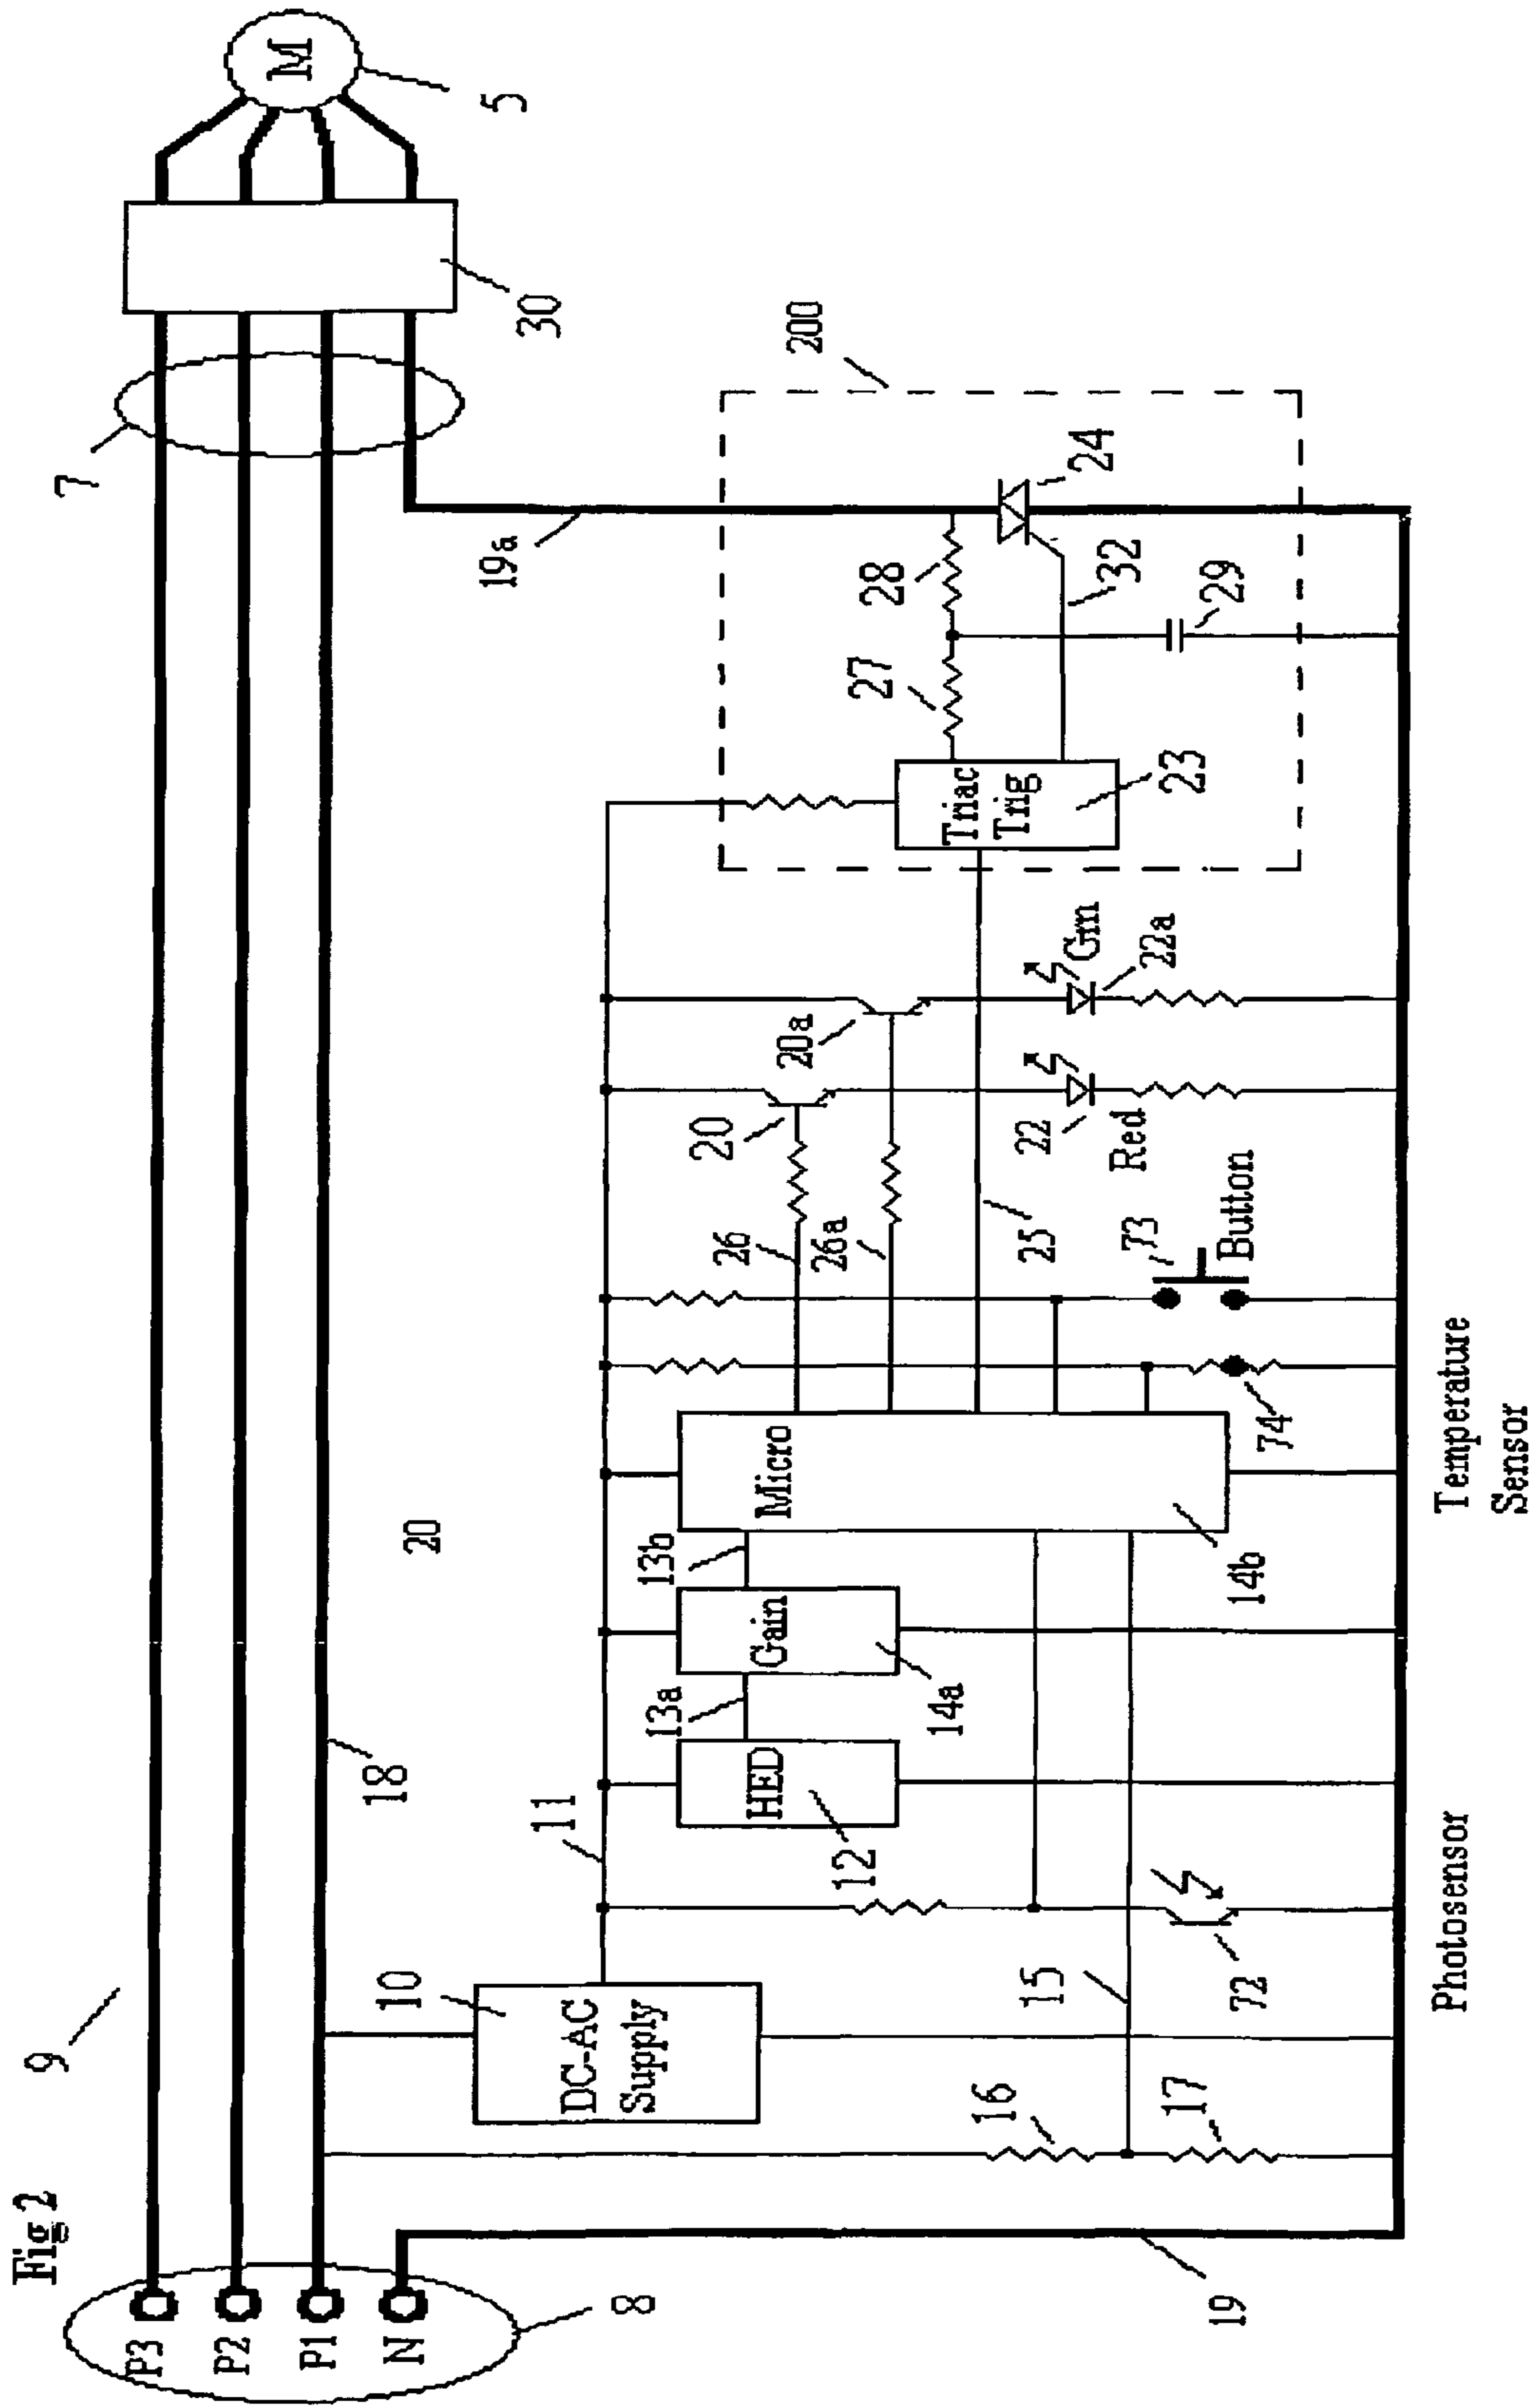 Fig 2
9
7
5
M
P3
P2
P1
N
8
18
20
30
19a
200
10
DC-AC
Supply
11
HED
12
13a
Gain
14a
13b
Micro
14b
26
26a
20
20a
25
Triac
Trig
23
27
28
24
32
29
16
17
15
72
74
73
Button
22
Red
Grn
22a
19
Photosensor
Temperature
Sensor